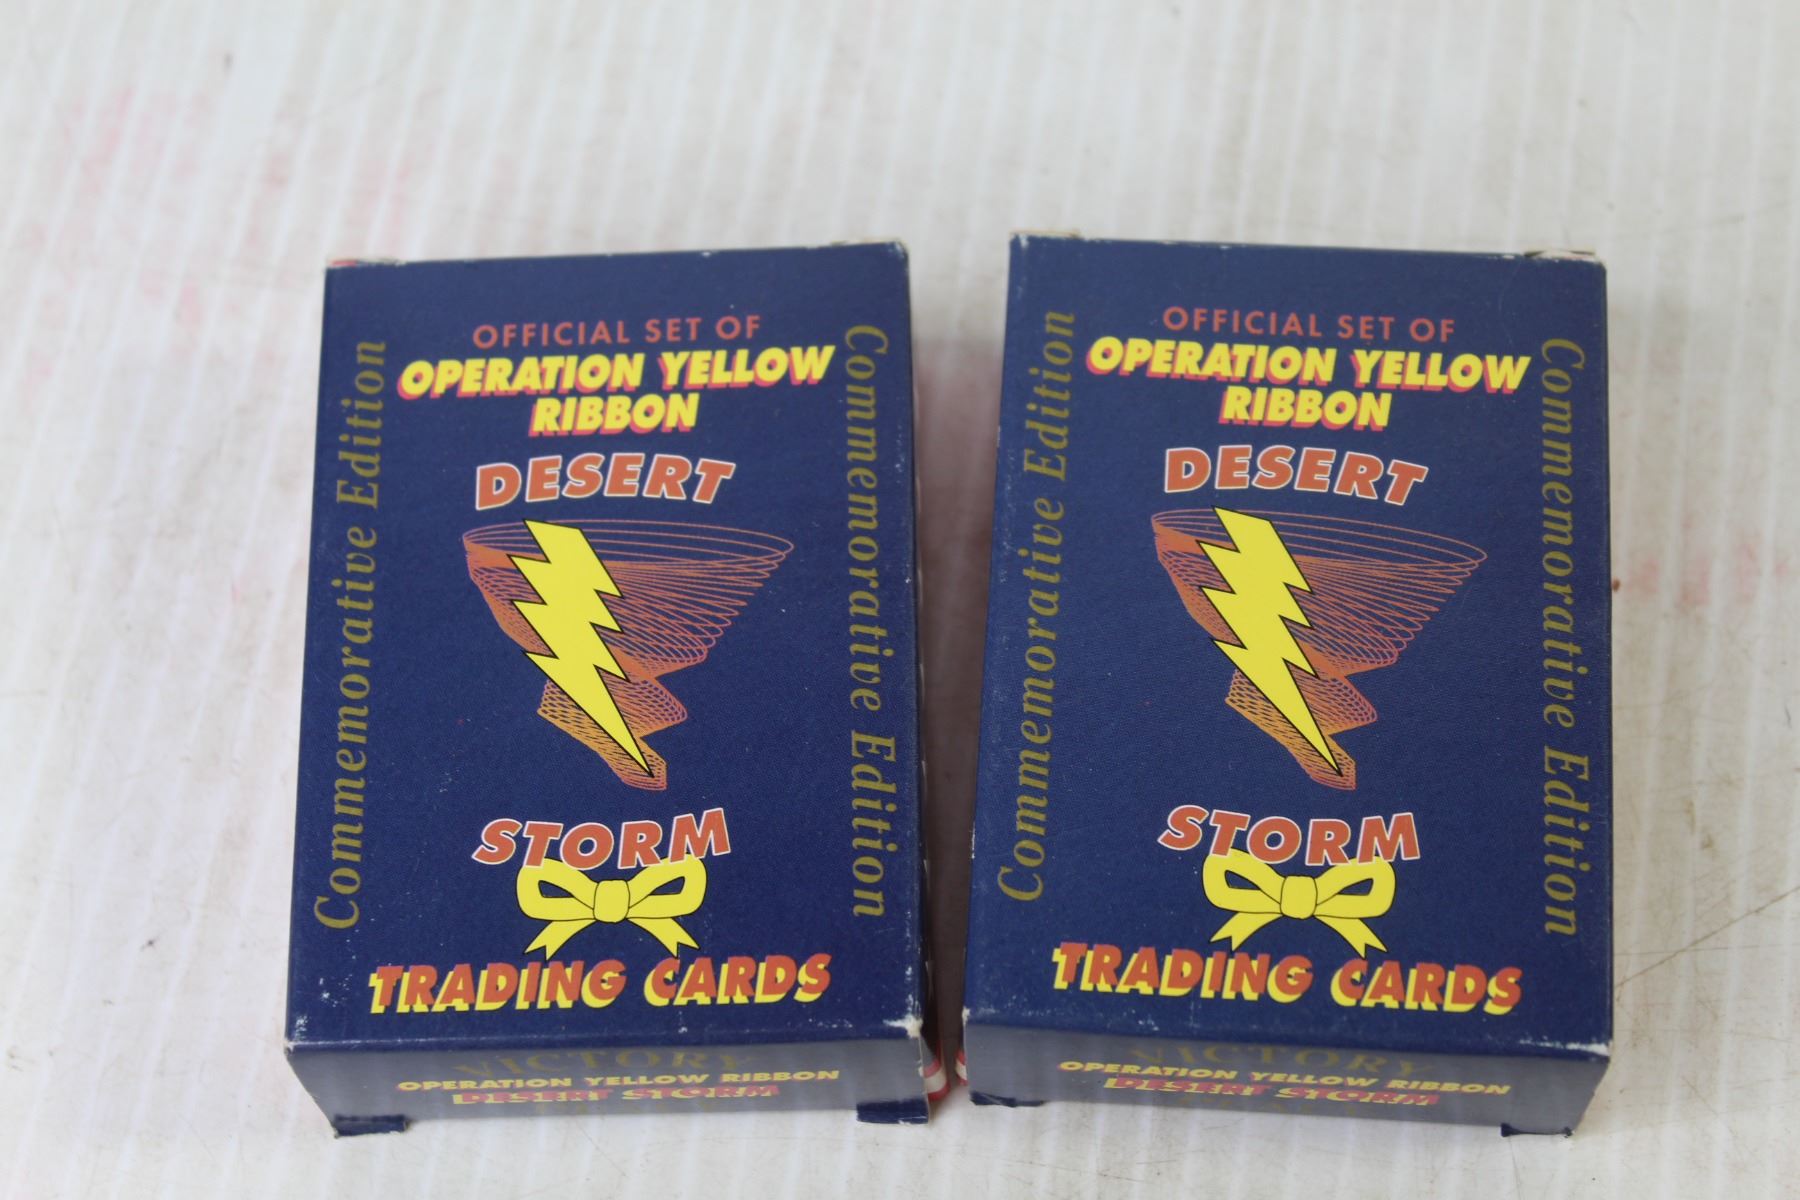 OFFICIAL SET OF
OPERATION YELLOW
RIBBON
DESERT
STORM
TRADING CARDS
Commemorative Edition
Commemorative Edition
VICTORY
OPERATION YELLOW RIBBON
DESERT STORM
OFFICIAL SET OF
OPERATION YELLOW
RIBBON
DESERT
STORM
TRADING CARDS
Commemorative Edition
Commemorative Edition
VICTORY
OPERATION YELLOW RIBBON
DESERT STORM